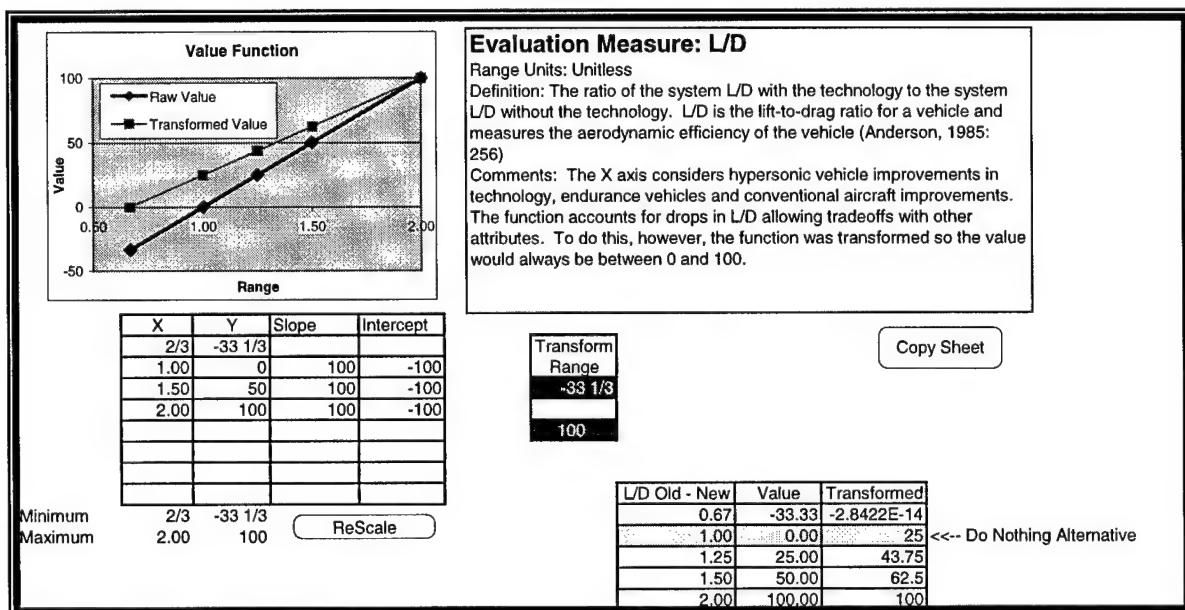 Value Function
100
50
0
-50
Value
Raw Value
Transformed Value
0.50
1.00
1.50
2.00
Range
Evaluation Measure: L/D
Range Units: Unitless
Definition: The ratio of the system L/D with the technology to the system
L/D without the technology. L/D is the lift-to-drag ratio for a vehicle and
measures the aerodynamic efficiency of the vehicle (Anderson, 1985:
256)
Comments: The X axis considers hypersonic vehicle improvements in
technology, endurance vehicles and conventional aircraft improvements.
The function accounts for drops in L/D allowing tradeoffs with other
attributes. To do this, however, the function was transformed so the value
would always be between 0 and 100.
X Y Slope Intercept
2/3 -33 1/3
1.00 0 100 -100
1.50 50 100 -100
2.00 100 100 -100
Minimum 2/3 -33 1/3
Maximum 2.00 100
ReScale
Transform
Range
-33 1/3
100
Copy Sheet
L/D Old - New Value Transformed
0.67 -33.33 -2.8422E-14
1.00 0.00 25 <<-- Do Nothing Alternative
1.25 25.00 43.75
1.50 50.00 62.5
2.00 100.00 100